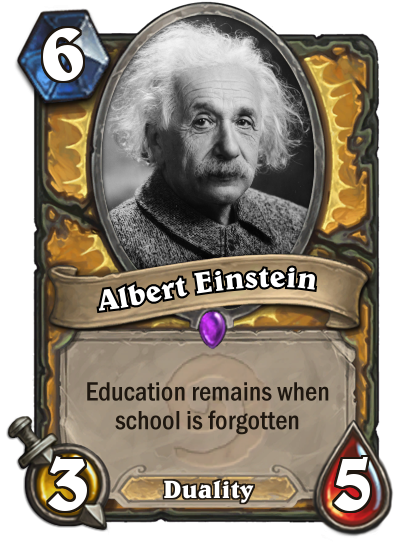 6
Albert Einstein
Education remains when
school is forgotten
3
Duality
5